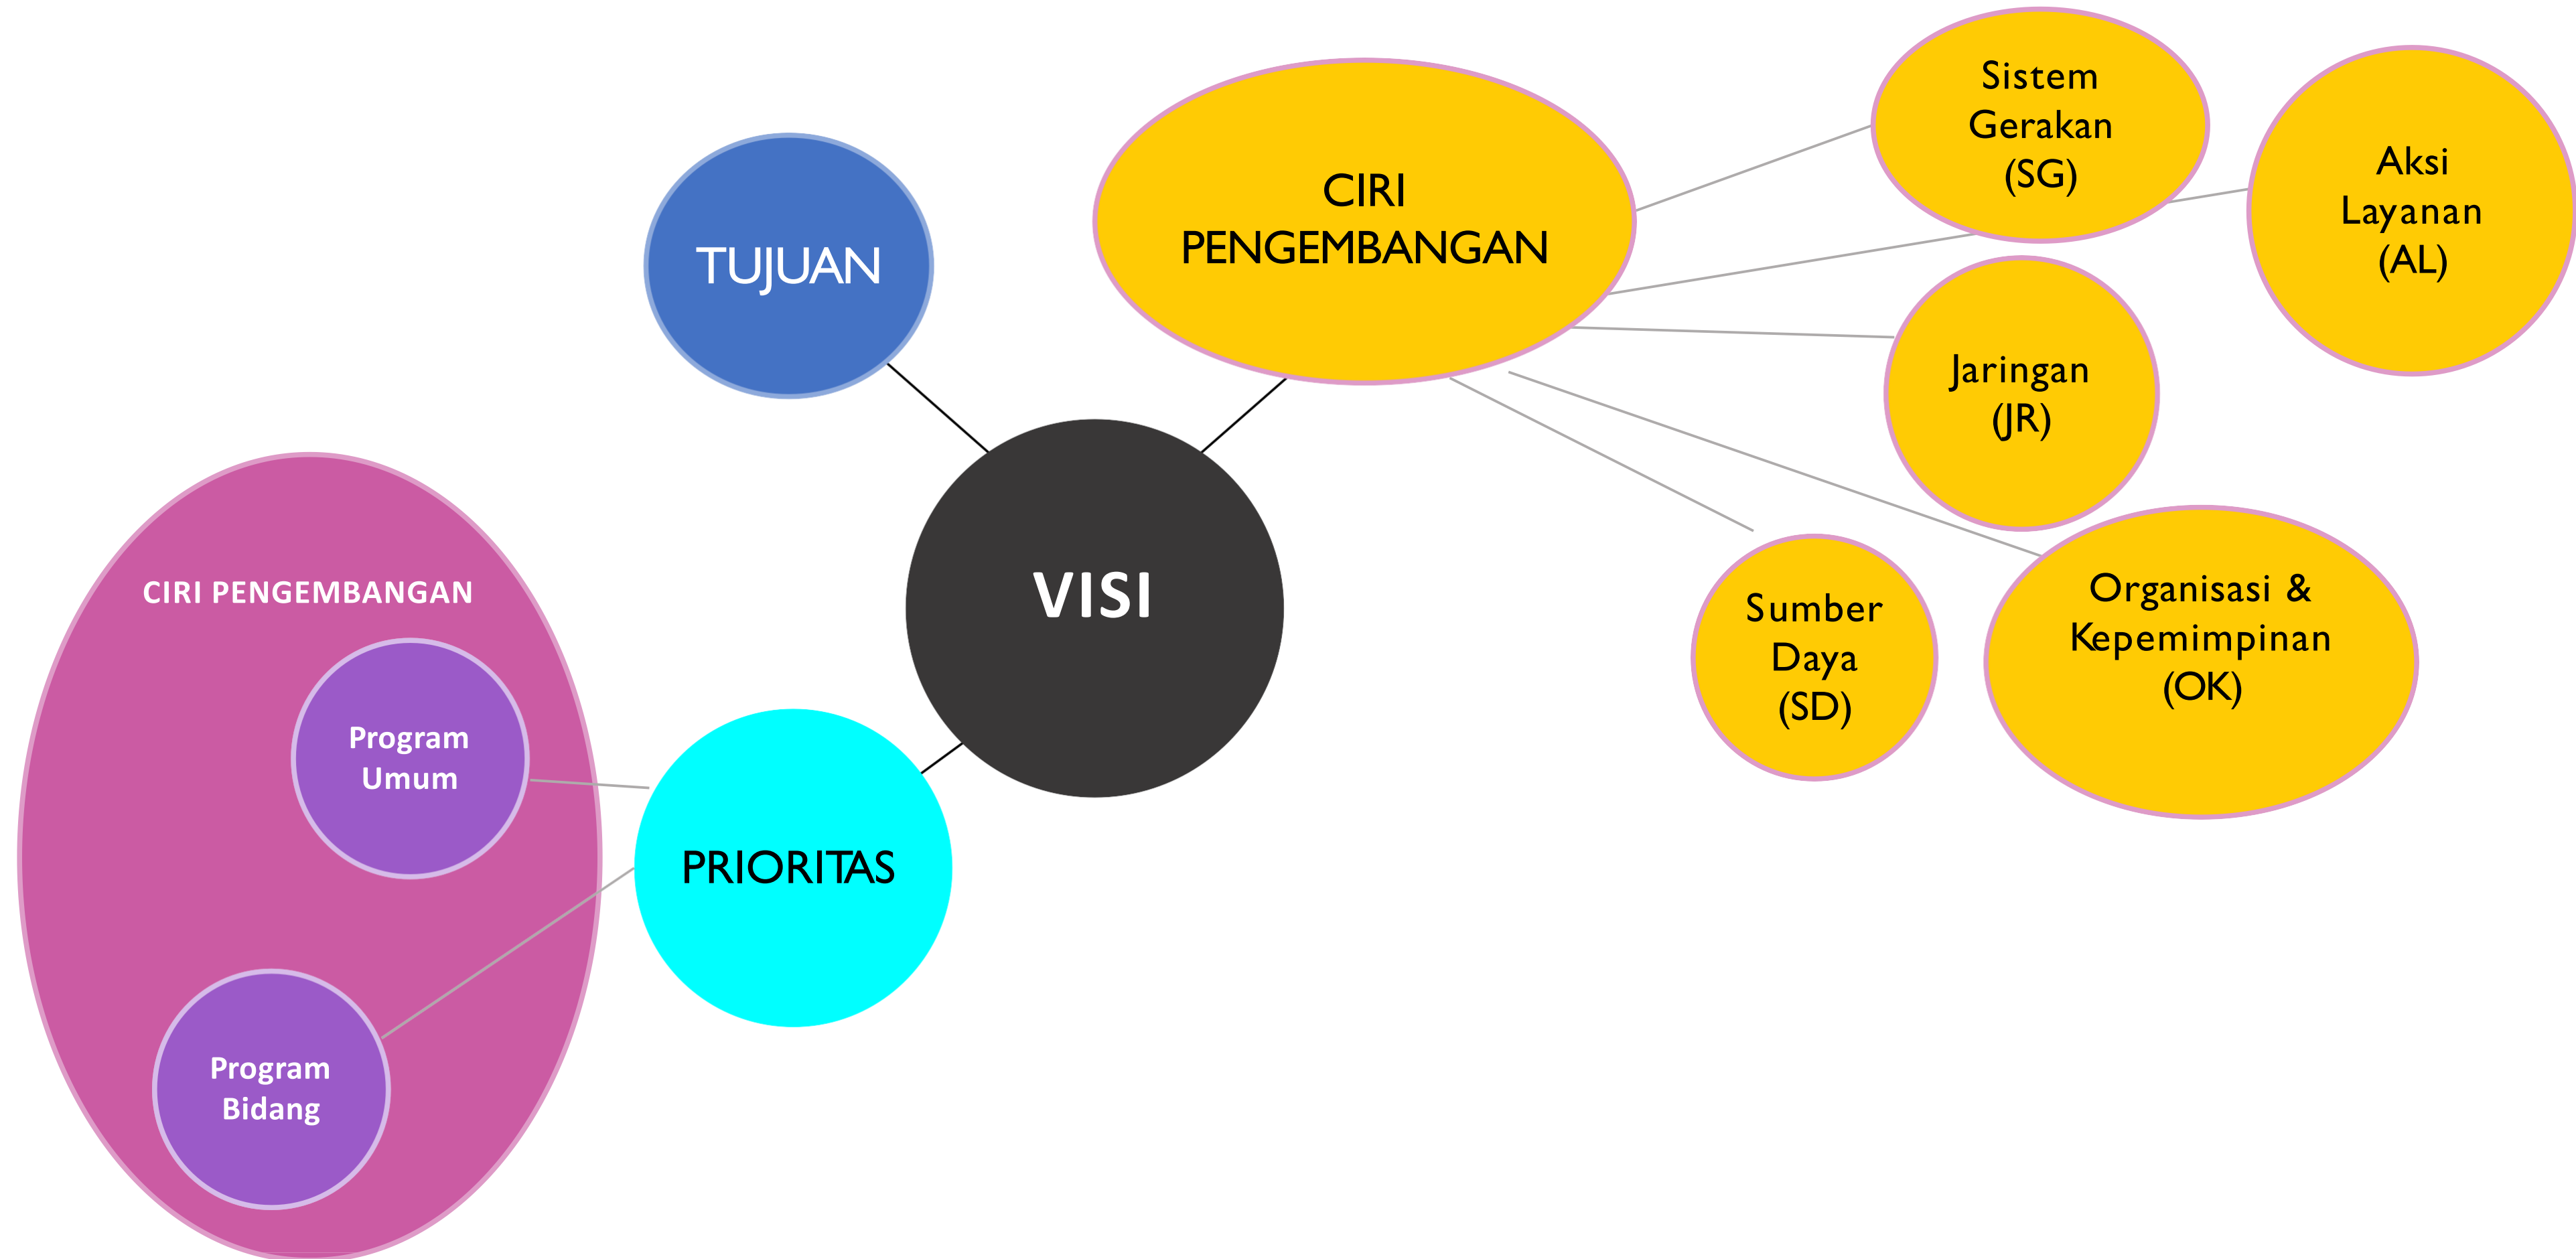 Sistem
Gerakan
(SG)
Aksi
Layanan
(AL)
CIRI
PENGEMBANGAN
TUJUAN
Jaringan
(JR)
VISI
Organisasi &
Kepemimpinan
(OK)
Sumber
Daya
(SD)
CIRI PENGEMBANGAN
Program
Umum
PRIORITAS
Program
Bidang